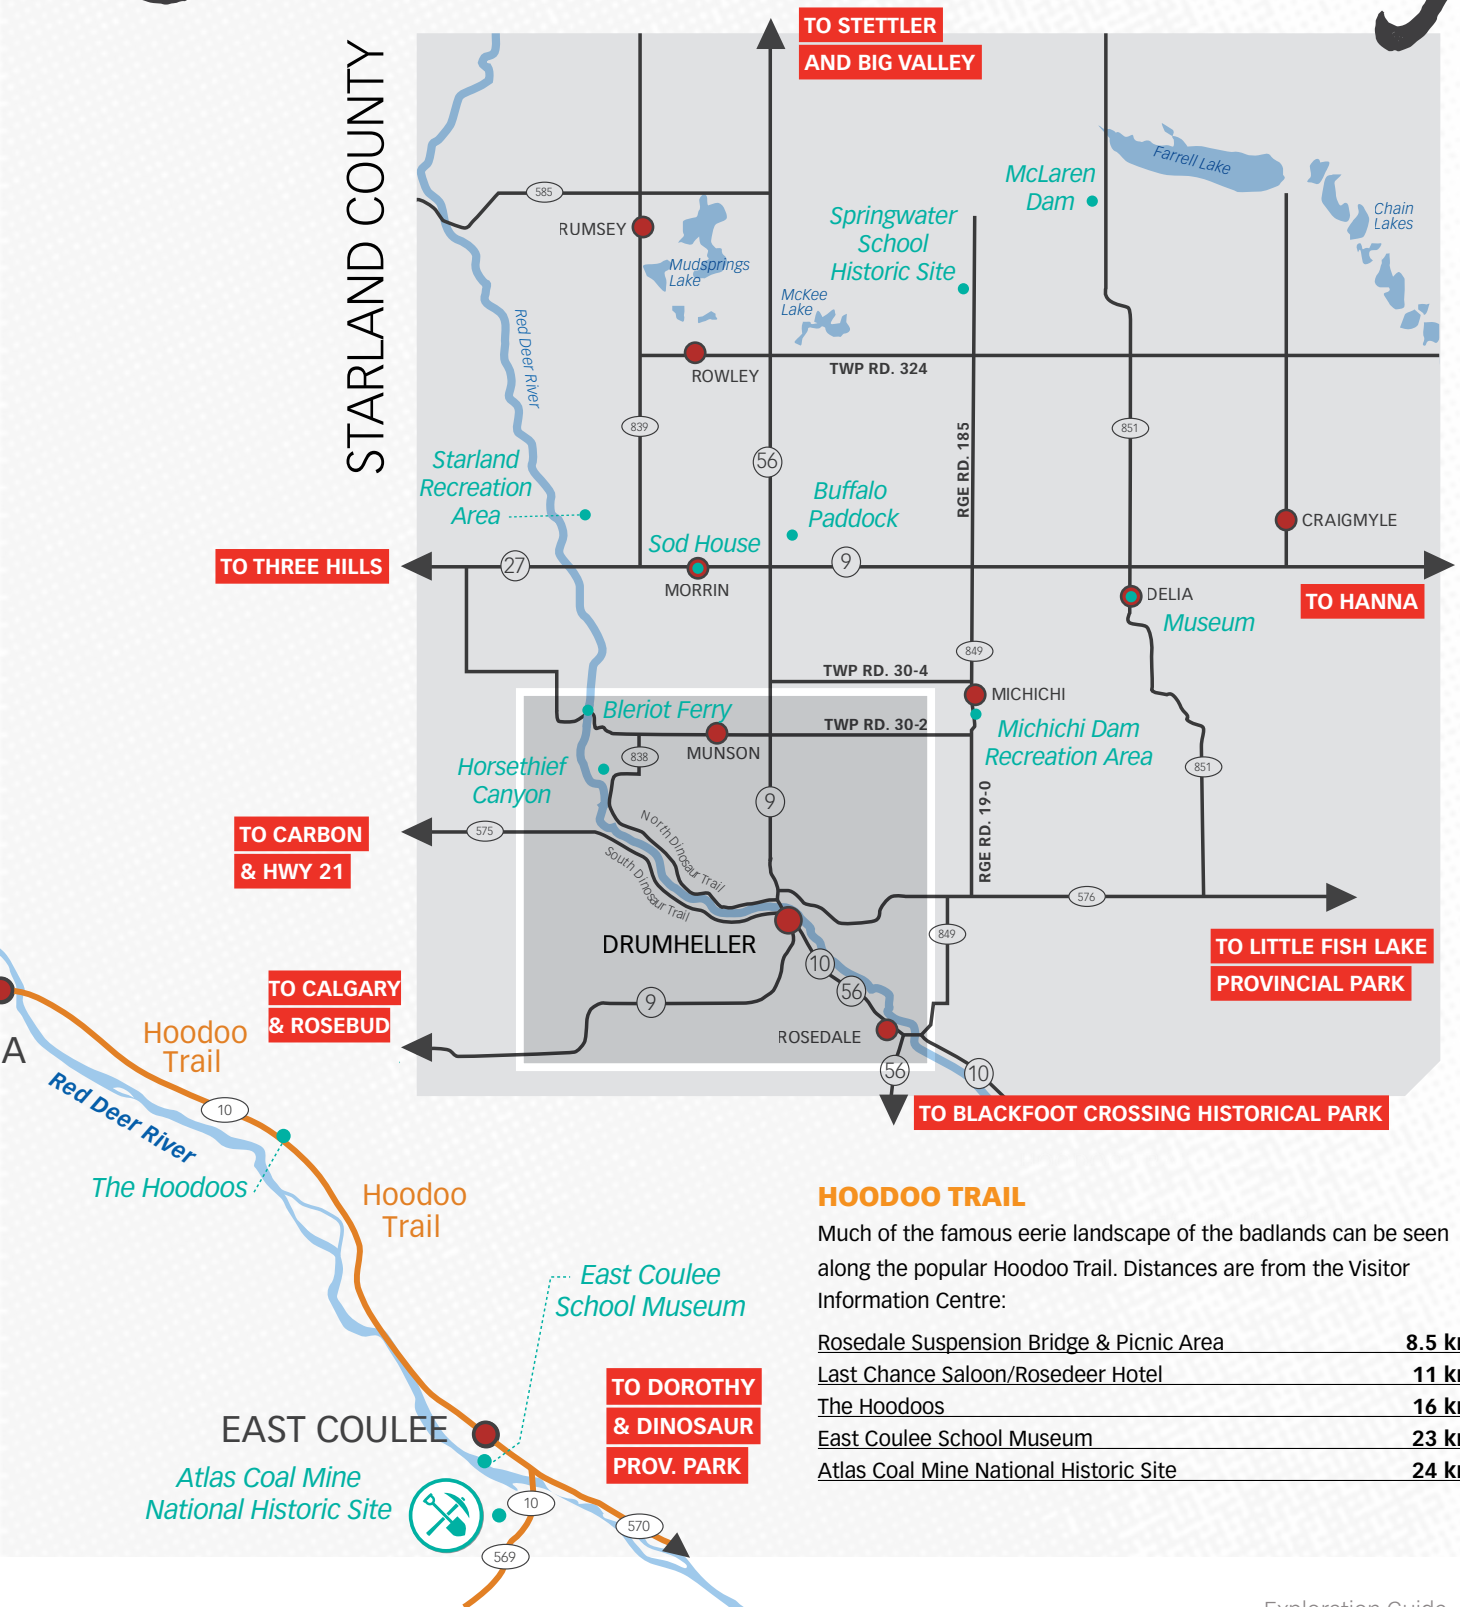 TO STETTLER
AND BIG VALLEY
STARLAND COUNTY
Farrell Lake
McLaren
Dam
585
Chain
Lakes
Springwater
School
Historic Site
RUMSEY
Mudsprings
Lake
McKee
Lake
Red Deer River
TWP RD. 324
ROWLEY
839
851
RGE RD. 185
56
Starland
Recreation
Area
Buffalo
Paddock
CRAIGMYLE
Sod House
TO THREE HILLS
27
9
MORRIN
DELIA
TO HANNA
Museum
849
TWP RD. 30-4
MICHICHI
Bleriot Ferry
TWP RD. 30-2
Michichi Dam
Recreation Area
MUNSON
838
Horsethief
Canyon
851
9
RGE RD. 19-0
TO CARBON
& HWY 21
575
North Dinosaur Trail
South Dinosaur Trail
576
DRUMHELLER
849
TO LITTLE FISH LAKE
PROVINCIAL PARK
10
56
TO CALGARY
& ROSEBUD
9
ROSEDALE
A
Hoodoo
Trail
56
10
Red Deer River
10
TO BLACKFOOT CROSSING HISTORICAL PARK
The Hoodoos
Hoodoo
Trail
HOODOO TRAIL
Much of the famous eerie landscape of the badlands can be seen
along the popular Hoodoo Trail. Distances are from the Visitor
Information Centre:
Rosedale Suspension Bridge & Picnic Area 8.5 km
Last Chance Saloon/Rosedeer Hotel 11 km
The Hoodoos 16 km
East Coulee School Museum 23 km
Atlas Coal Mine National Historic Site 24 km
East Coulee
School Museum
TO DOROTHY
& DINOSAUR
PROV. PARK
EAST COULEE
Atlas Coal Mine
National Historic Site
10
570
569
Exploration Guide